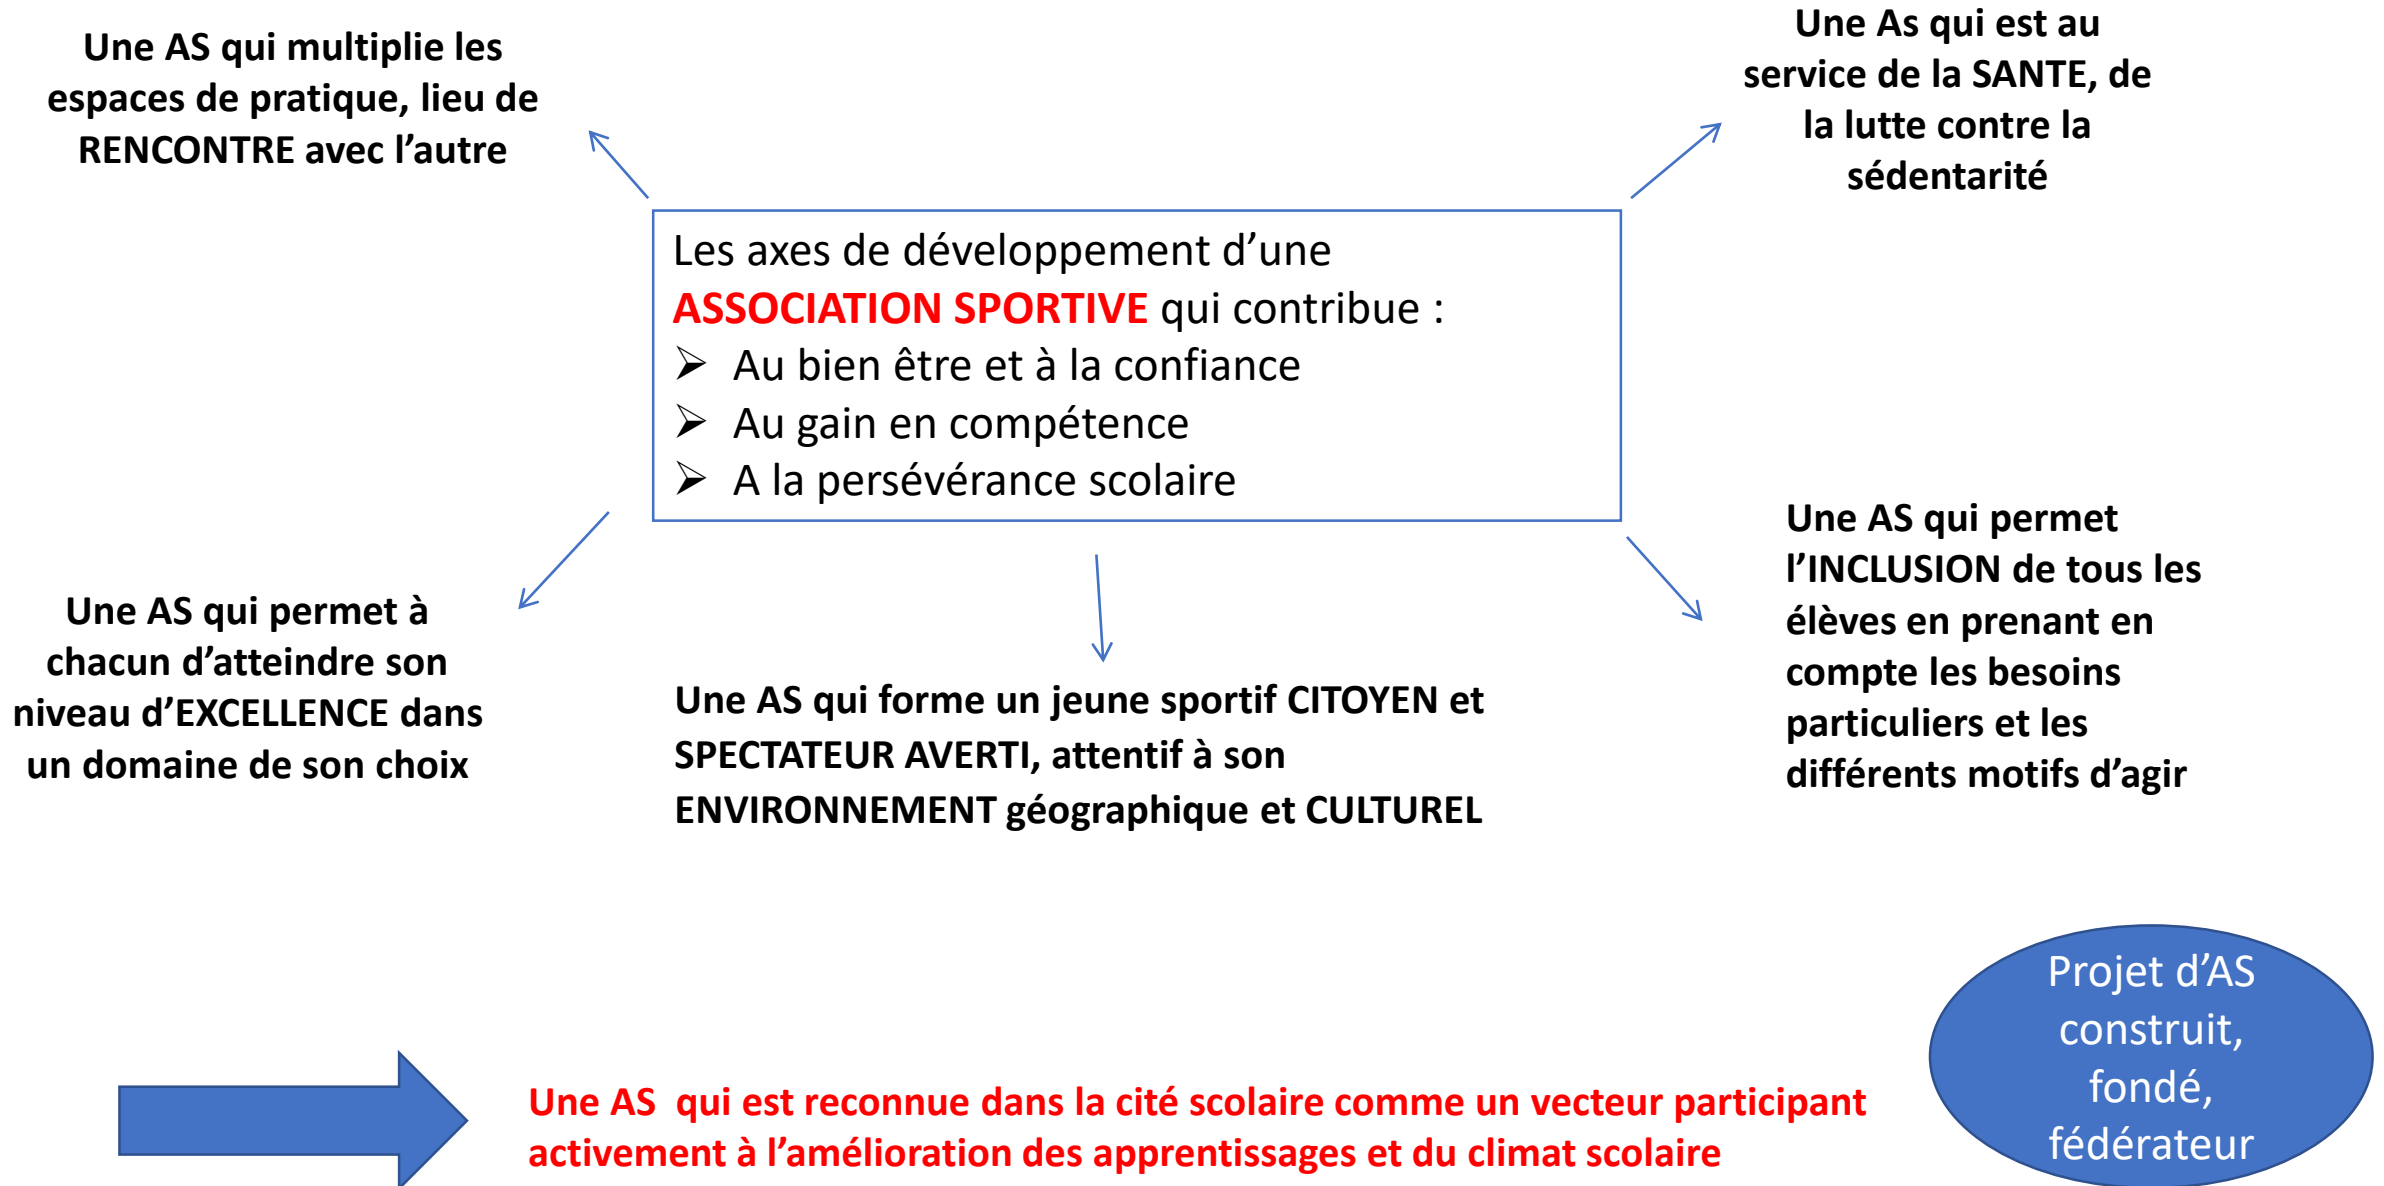 Une AS qui multiplie les
espaces de pratique, lieu de
RENCONTRE avec l’autre
Une As qui est au
service de la SANTE, de
la lutte contre la
sédentarité
Les axes de développement d’une
ASSOCIATION SPORTIVE qui contribue :
➢ Au bien être et à la confiance
➢ Au gain en compétence
➢ A la persévérance scolaire
Une AS qui permet à
chacun d’atteindre son
niveau d’EXCELLENCE dans
un domaine de son choix
Une AS qui forme un jeune sportif CITOYEN et
SPECTATEUR AVERTI, attentif à son
ENVIRONNEMENT géographique et CULTUREL
Une AS qui permet
l’INCLUSION de tous les
élèves en prenant en
compte les besoins
particuliers et les
différents motifs d’agir
Une AS  qui est reconnue dans la cité scolaire comme un vecteur participant
activement à l’amélioration des apprentissages et du climat scolaire
Projet d’AS
construit,
fondé,
fédérateur